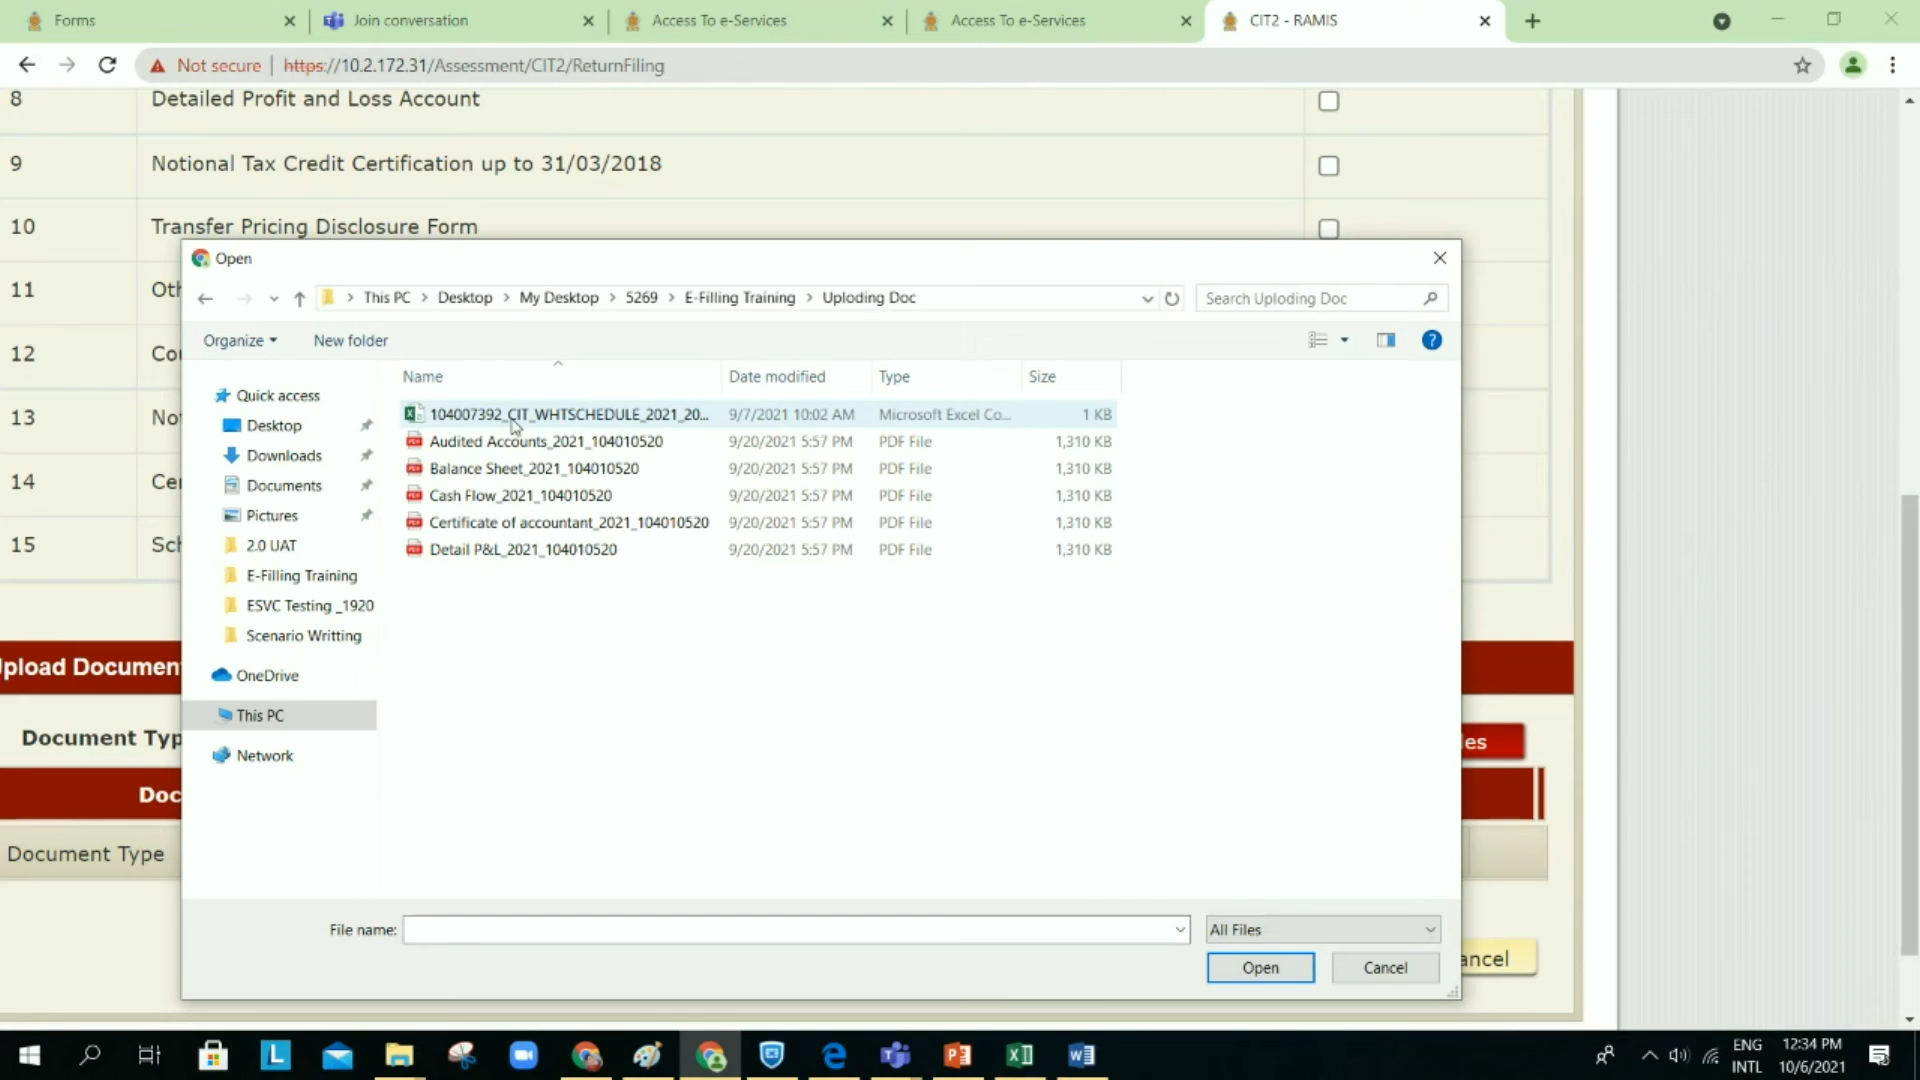 Forms
Join conversation
Access To e-Services
Access To e-Services
CIT2 - RAMIS
Not secure
https://10.2.172.31/Assessment/CIT2/ReturnFiling
8 Detailed Profit and Loss Account
9 Notional Tax Credit Certification up to 31/03/2018
10 Transfer Pricing Disclosure Form
11 Oth
12 Co
13 No
14 Cer
15 Sch
Open
This PC > Desktop > My Desktop > 5269 > E-Filling Training > Uploding Doc
Search Uploding Doc
Organize
New folder
Name Date modified Type Size
104007392_CIT_WHTSCHEDULE_2021_20... 9/7/2021 10:02 AM Microsoft Excel Co... 1 KB
Audited Accounts_2021_104010520 9/20/2021 5:57 PM PDF File 1,310 KB
Balance Sheet_2021_104010520 9/20/2021 5:57 PM PDF File 1,310 KB
Cash Flow_2021_104010520 9/20/2021 5:57 PM PDF File 1,310 KB
Certificate of accountant_2021_104010520 9/20/2021 5:57 PM PDF File 1,310 KB
Detail P&L_2021_104010520 9/20/2021 5:57 PM PDF File 1,310 KB
Quick access
Desktop
Downloads
Documents
Pictures
2.0 UAT
E-Filling Training
ESVC Testing _1920
Scenario Writting
OneDrive
This PC
Network
File name:
All Files
Open
Cancel
pload Documen
Document Typ
les
Doc
Document Type
ancel
ENG
INTL
12:34 PM
10/6/2021